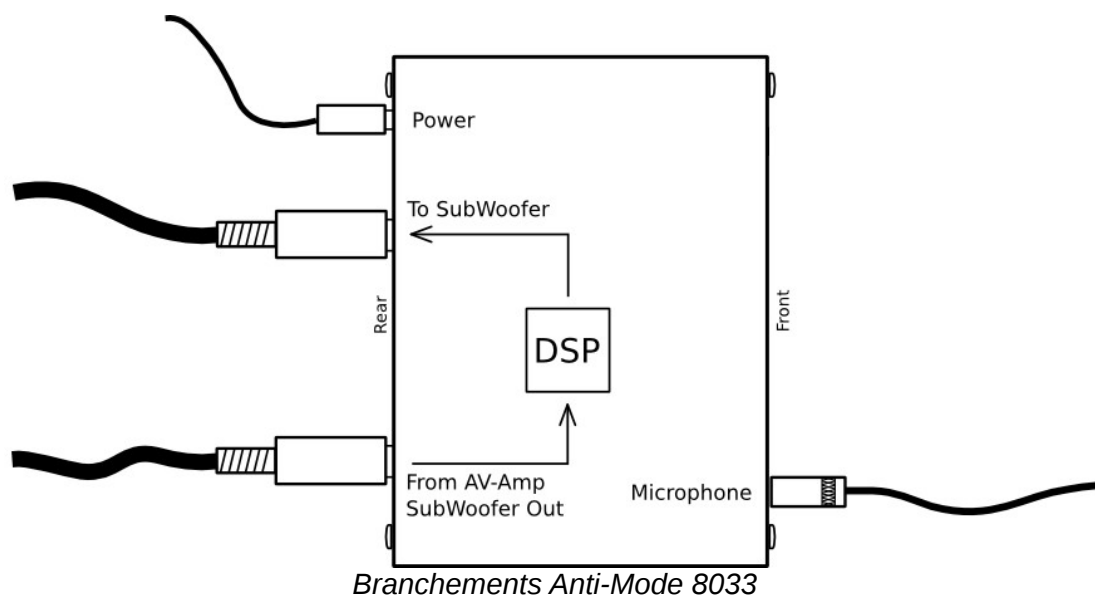 Power
To SubWoofer
Rear
Front
DSP
From AV-Amp
SubWoofer Out
Microphone
Branchements Anti-Mode 8033